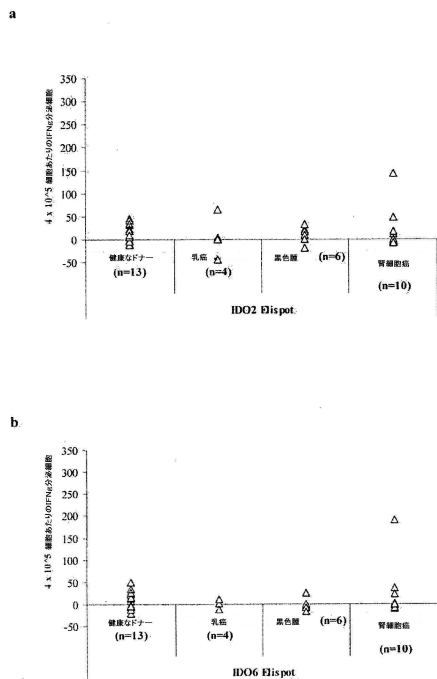 a
4 x 10^5 細胞あたりのIFNg分泌細胞
350
300
250
200
150
100
50
0
-50
健康なドナー
(n=13)
乳癌
(n=4)
黒色腫
(n=6)
腎細胞癌
(n=10)
IDO2 Elispot
b
4 x 10^5 細胞あたりのIFNg分泌細胞
350
300
250
200
150
100
50
0
-50
健康なドナー
(n=13)
乳癌
(n=4)
黒色腫
(n=6)
腎細胞癌
(n=10)
IDO6 Elispot